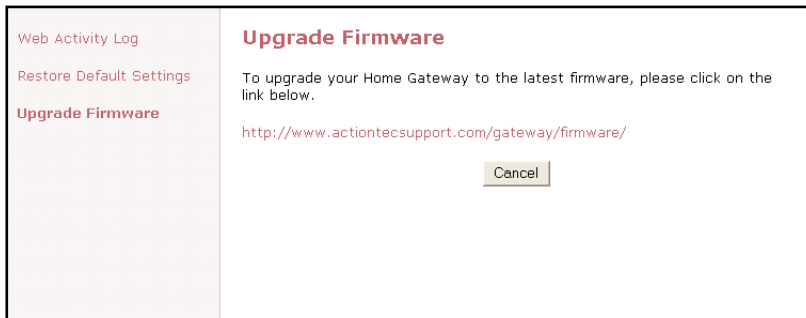 Web Activity Log
Restore Default Settings
Upgrade Firmware
Upgrade Firmware
To upgrade your Home Gateway to the latest firmware, please click on the
link below.
http://www.actiontecsupport.com/gateway/firmware/
Cancel